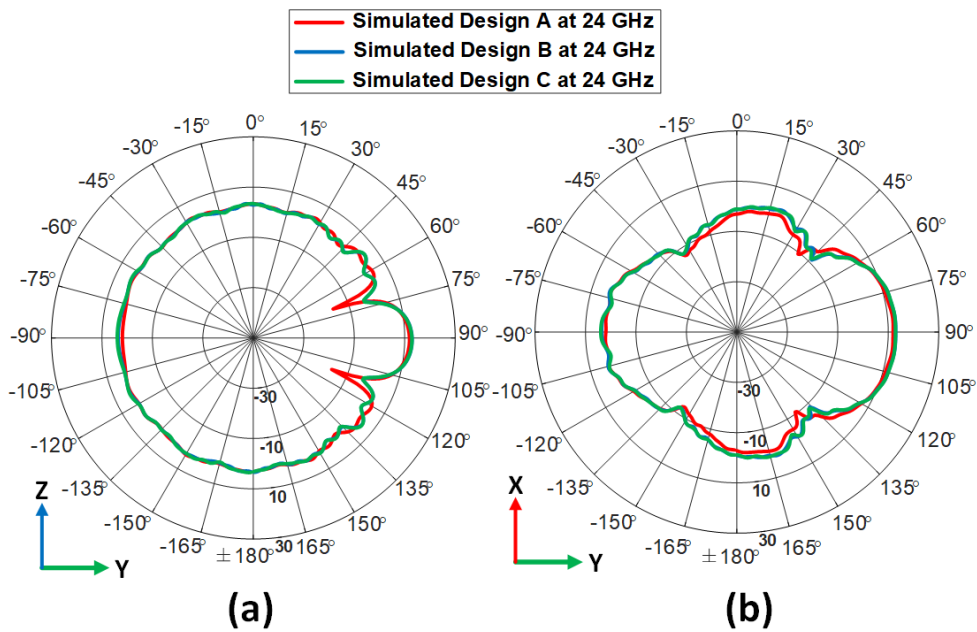 Simulated Design A at 24 GHz
Simulated Design B at 24 GHz
Simulated Design C at 24 GHz
0°
-15° 15°
-30° 30°
-45° 45°
-60° 60°
-75° 75°
-90° 90°
-105° 105°
-120° 120°
-135° 135°
-150° 150°
-165° ±180° 165°
-30
-10
10
30
Z
Y
(a)
0°
-15° 15°
-30° 30°
-45° 45°
-60° 60°
-75° 75°
-90° 90°
-105° 105°
-120° 120°
-135° 135°
-150° 150°
-165° ±180° 165°
-30
-10
10
30
X
Y
(b)